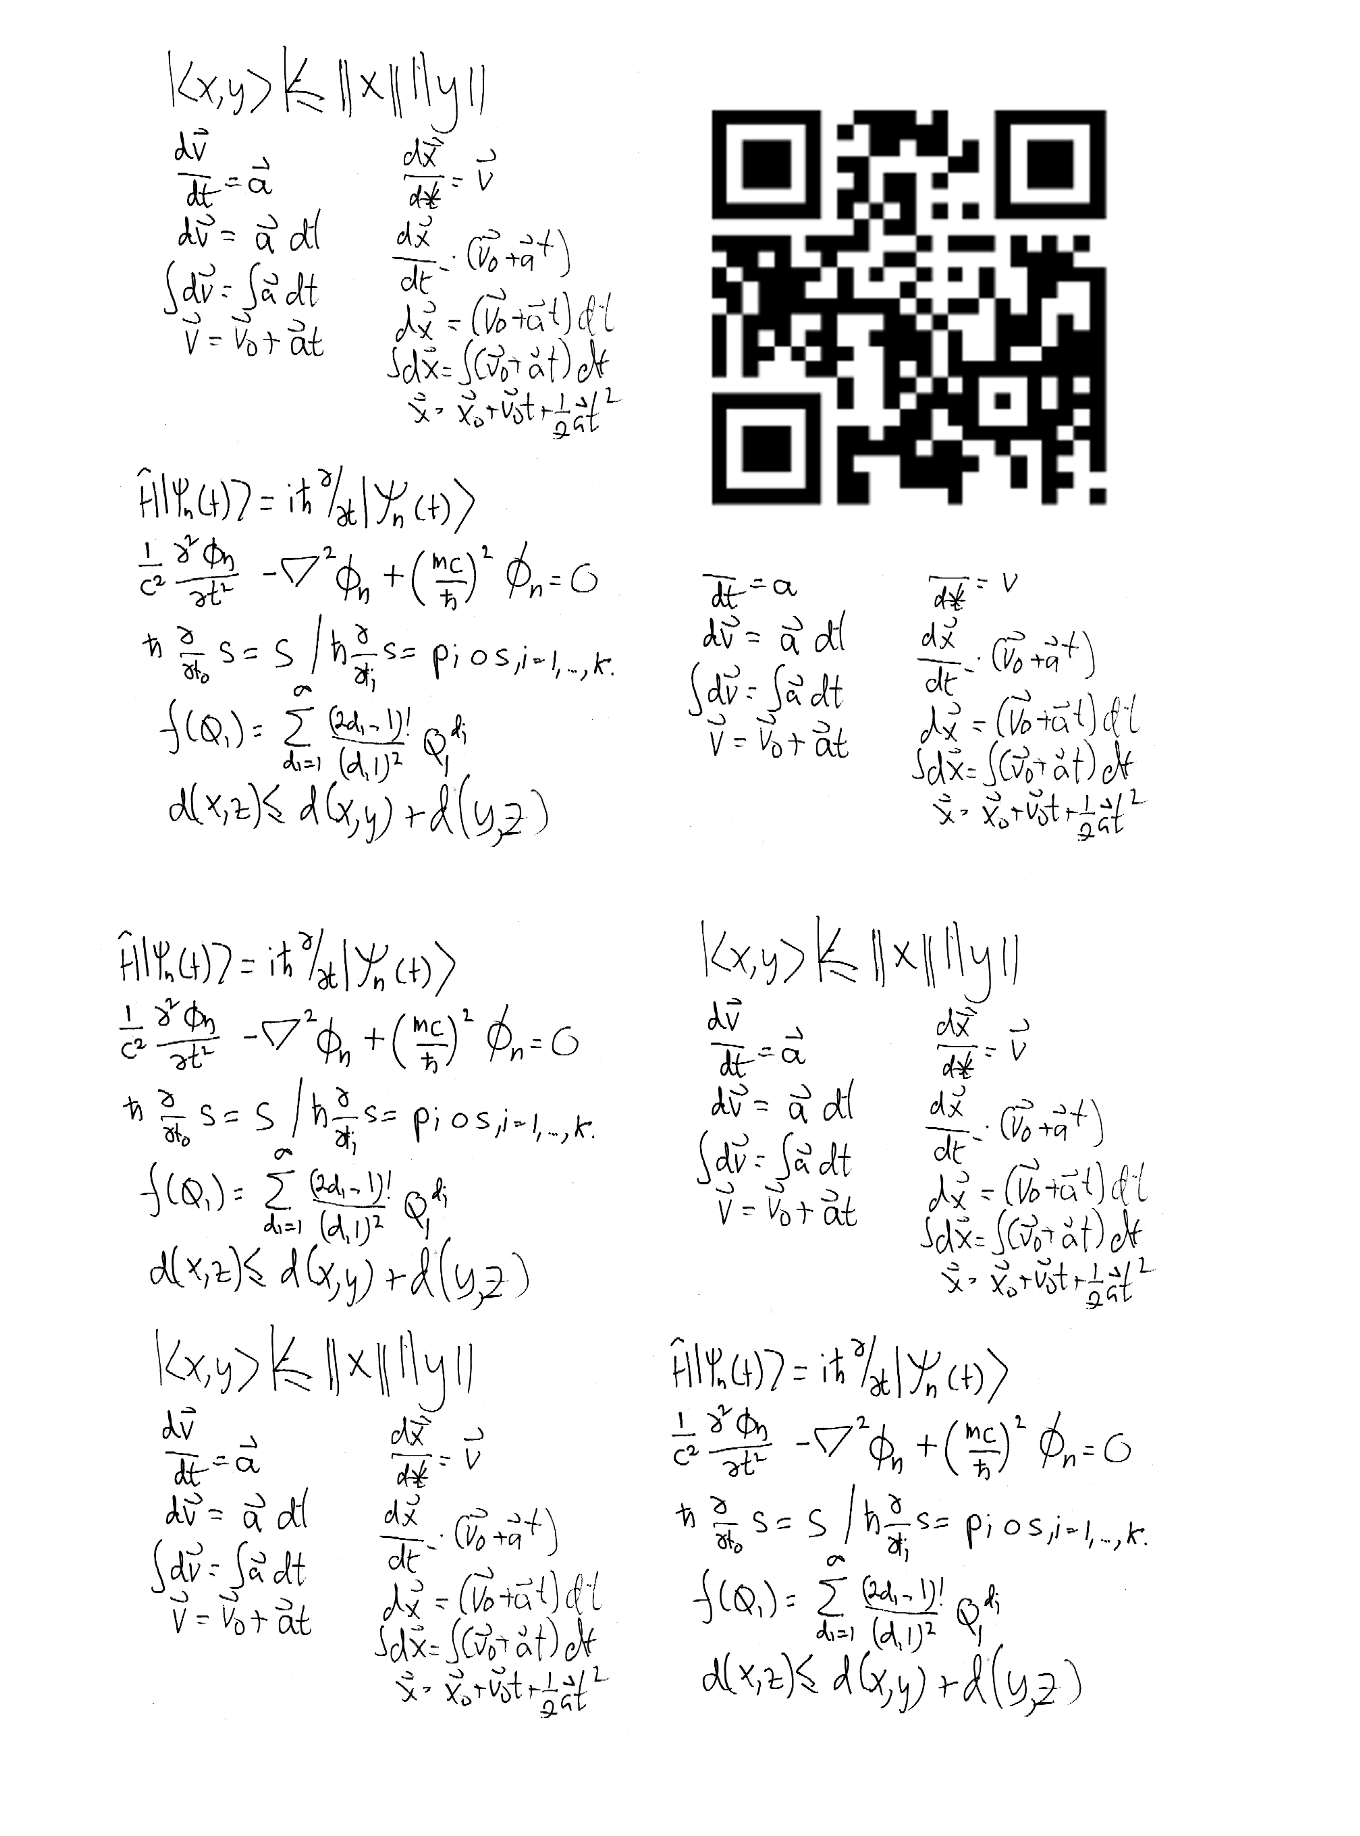 |<x,y>|≤ ||x|| ||y||
dv⃗/dt = a⃗
dv⃗ = a⃗ dt
∫dv⃗ = ∫a⃗ dt
v⃗ = v⃗₀ + a⃗t
dx⃗/dt = v⃗
dx⃗/dt = (v⃗₀+a⃗t)
dx⃗ = (v⃗₀+a⃗t)dt
∫dx⃗ = ∫(v⃗₀+a⃗t)dt
x⃗ = x⃗₀+v⃗₀t+½a⃗t²
Ĥ|Ψₙ(t)> = iħ ∂/∂t|Ψₙ(t)>
1/c² ∂²ϕₙ/∂t² - ∇²ϕₙ + (mc/ħ)² ϕₙ = 0
ħ ∂/∂t₀ S = S / ħ ∂/∂tⱼ S = pi o s, i=1,..,k.
f(Q₁) = ∑ d₁=1 ∞ (2d₁-1)!/(d₁!)² Q₁^d₁
d(x,z) ≤ d(x,y) + d(y,z)
dt = a
dv⃗ = a⃗ dt
∫dv⃗ = ∫a⃗ dt
v⃗ = v⃗₀ + a⃗t
dt = v
dx⃗/dt = (v⃗₀+a⃗t)
dx⃗ = (v⃗₀+a⃗t)dt
∫dx⃗ = ∫(v⃗₀+a⃗t)dt
x⃗ = x⃗₀+v⃗₀t+½a⃗t²
Ĥ|Ψₙ(t)> = iħ ∂/∂t|Ψₙ(t)>
1/c² ∂²ϕₙ/∂t² - ∇²ϕₙ + (mc/ħ)² ϕₙ = 0
ħ ∂/∂t₀ S = S / ħ ∂/∂tⱼ S = pi o s, i=1,..,k.
f(Q₁) = ∑ d₁=1 ∞ (2d₁-1)!/(d₁!)² Q₁^d₁
d(x,z) ≤ d(x,y) + d(y,z)
|<x,y>|≤ ||x|| ||y||
dv⃗/dt = a⃗
dv⃗ = a⃗ dt
∫dv⃗ = ∫a⃗ dt
v⃗ = v⃗₀ + a⃗t
dx⃗/dt = v⃗
dx⃗/dt = (v⃗₀+a⃗t)
dx⃗ = (v⃗₀+a⃗t)dt
∫dx⃗ = ∫(v⃗₀+a⃗t)dt
x⃗ = x⃗₀+v⃗₀t+½a⃗t²
|<x,y>|≤ ||x|| ||y||
dv⃗/dt = a⃗
dv⃗ = a⃗ dt
∫dv⃗ = ∫a⃗ dt
v⃗ = v⃗₀ + a⃗t
dx⃗/dt = v⃗
dx⃗/dt = (v⃗₀+a⃗t)
dx⃗ = (v⃗₀+a⃗t)dt
∫dx⃗ = ∫(v⃗₀+a⃗t)dt
x⃗ = x⃗₀+v⃗₀t+½a⃗t²
Ĥ|Ψₙ(t)> = iħ ∂/∂t|Ψₙ(t)>
1/c² ∂²ϕₙ/∂t² - ∇²ϕₙ + (mc/ħ)² ϕₙ = 0
ħ ∂/∂t₀ S = S / ħ ∂/∂tⱼ S = pi o s, i=1,..,k.
f(Q₁) = ∑ d₁=1 ∞ (2d₁-1)!/(d₁!)² Q₁^d₁
d(x,z) ≤ d(x,y) + d(y,z)